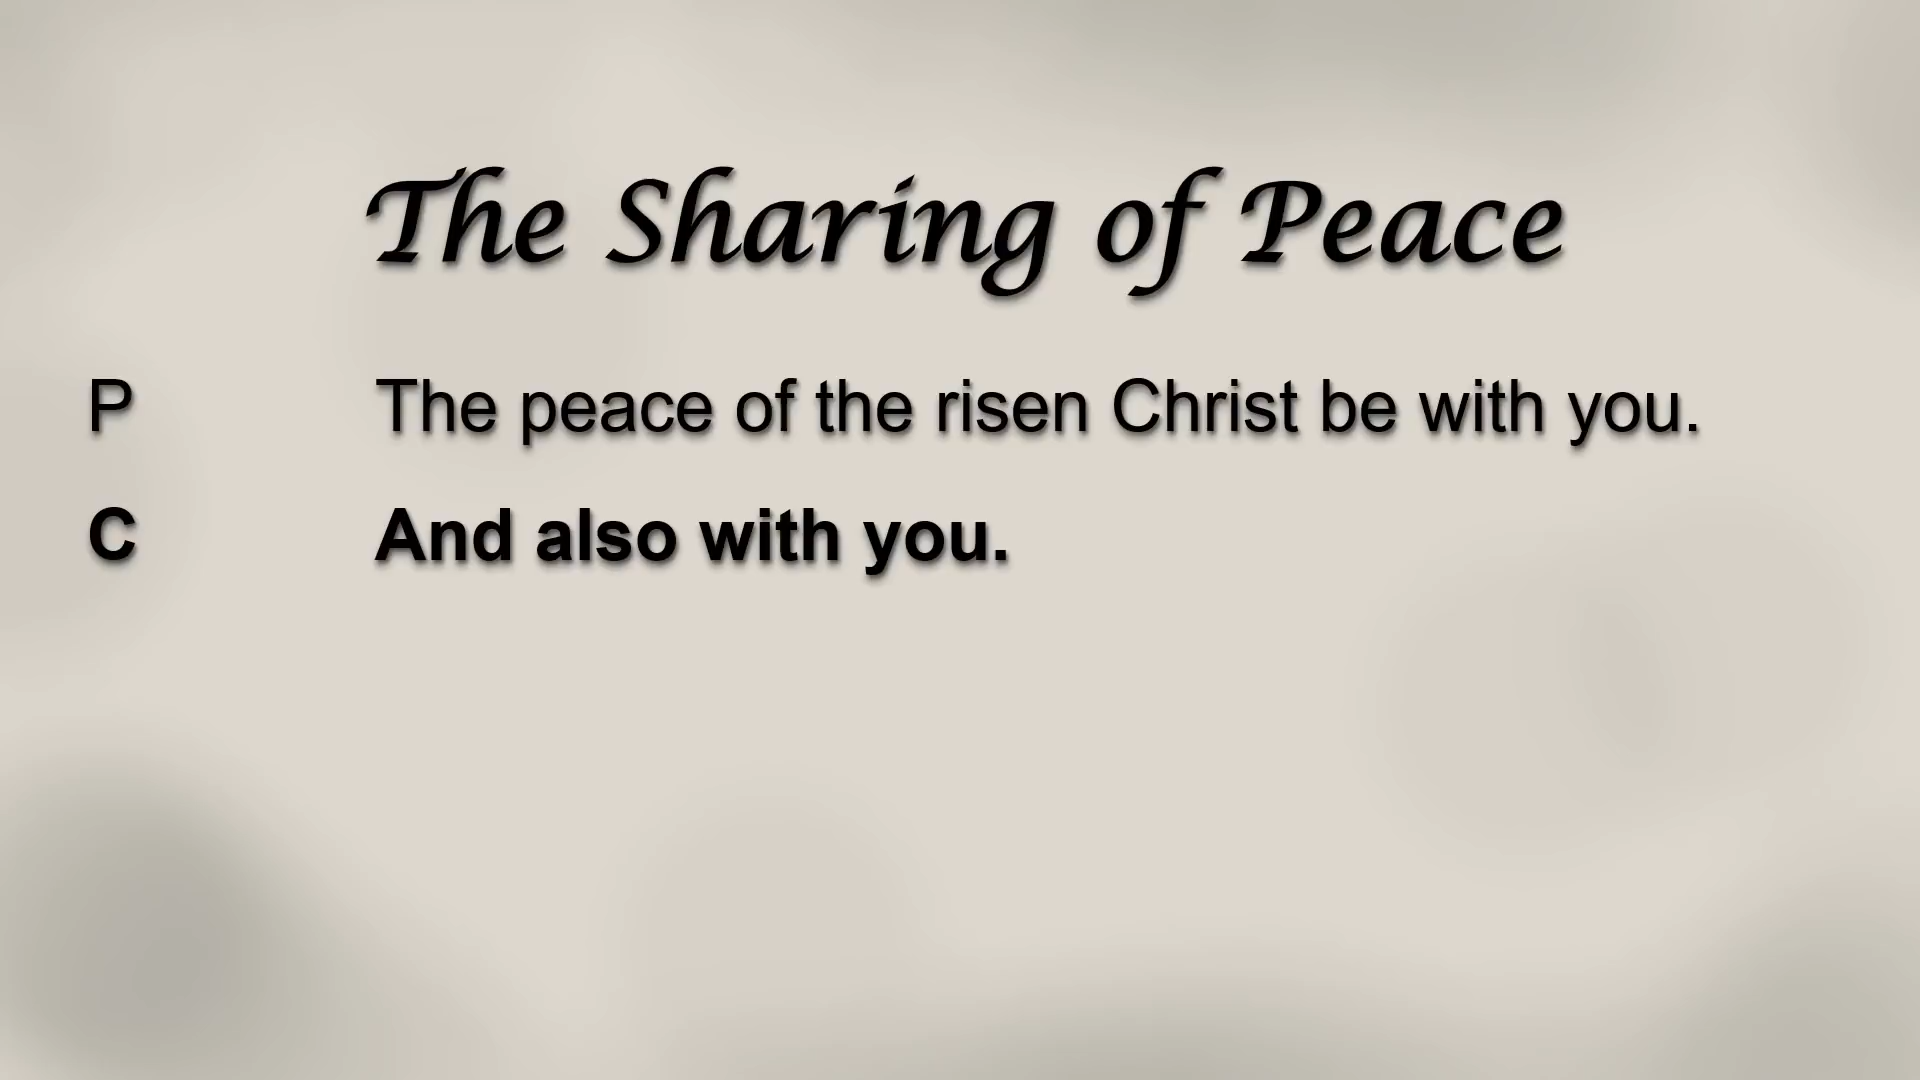 The Sharing of Peace
P The peace of the risen Christ be with you.
C And also with you.